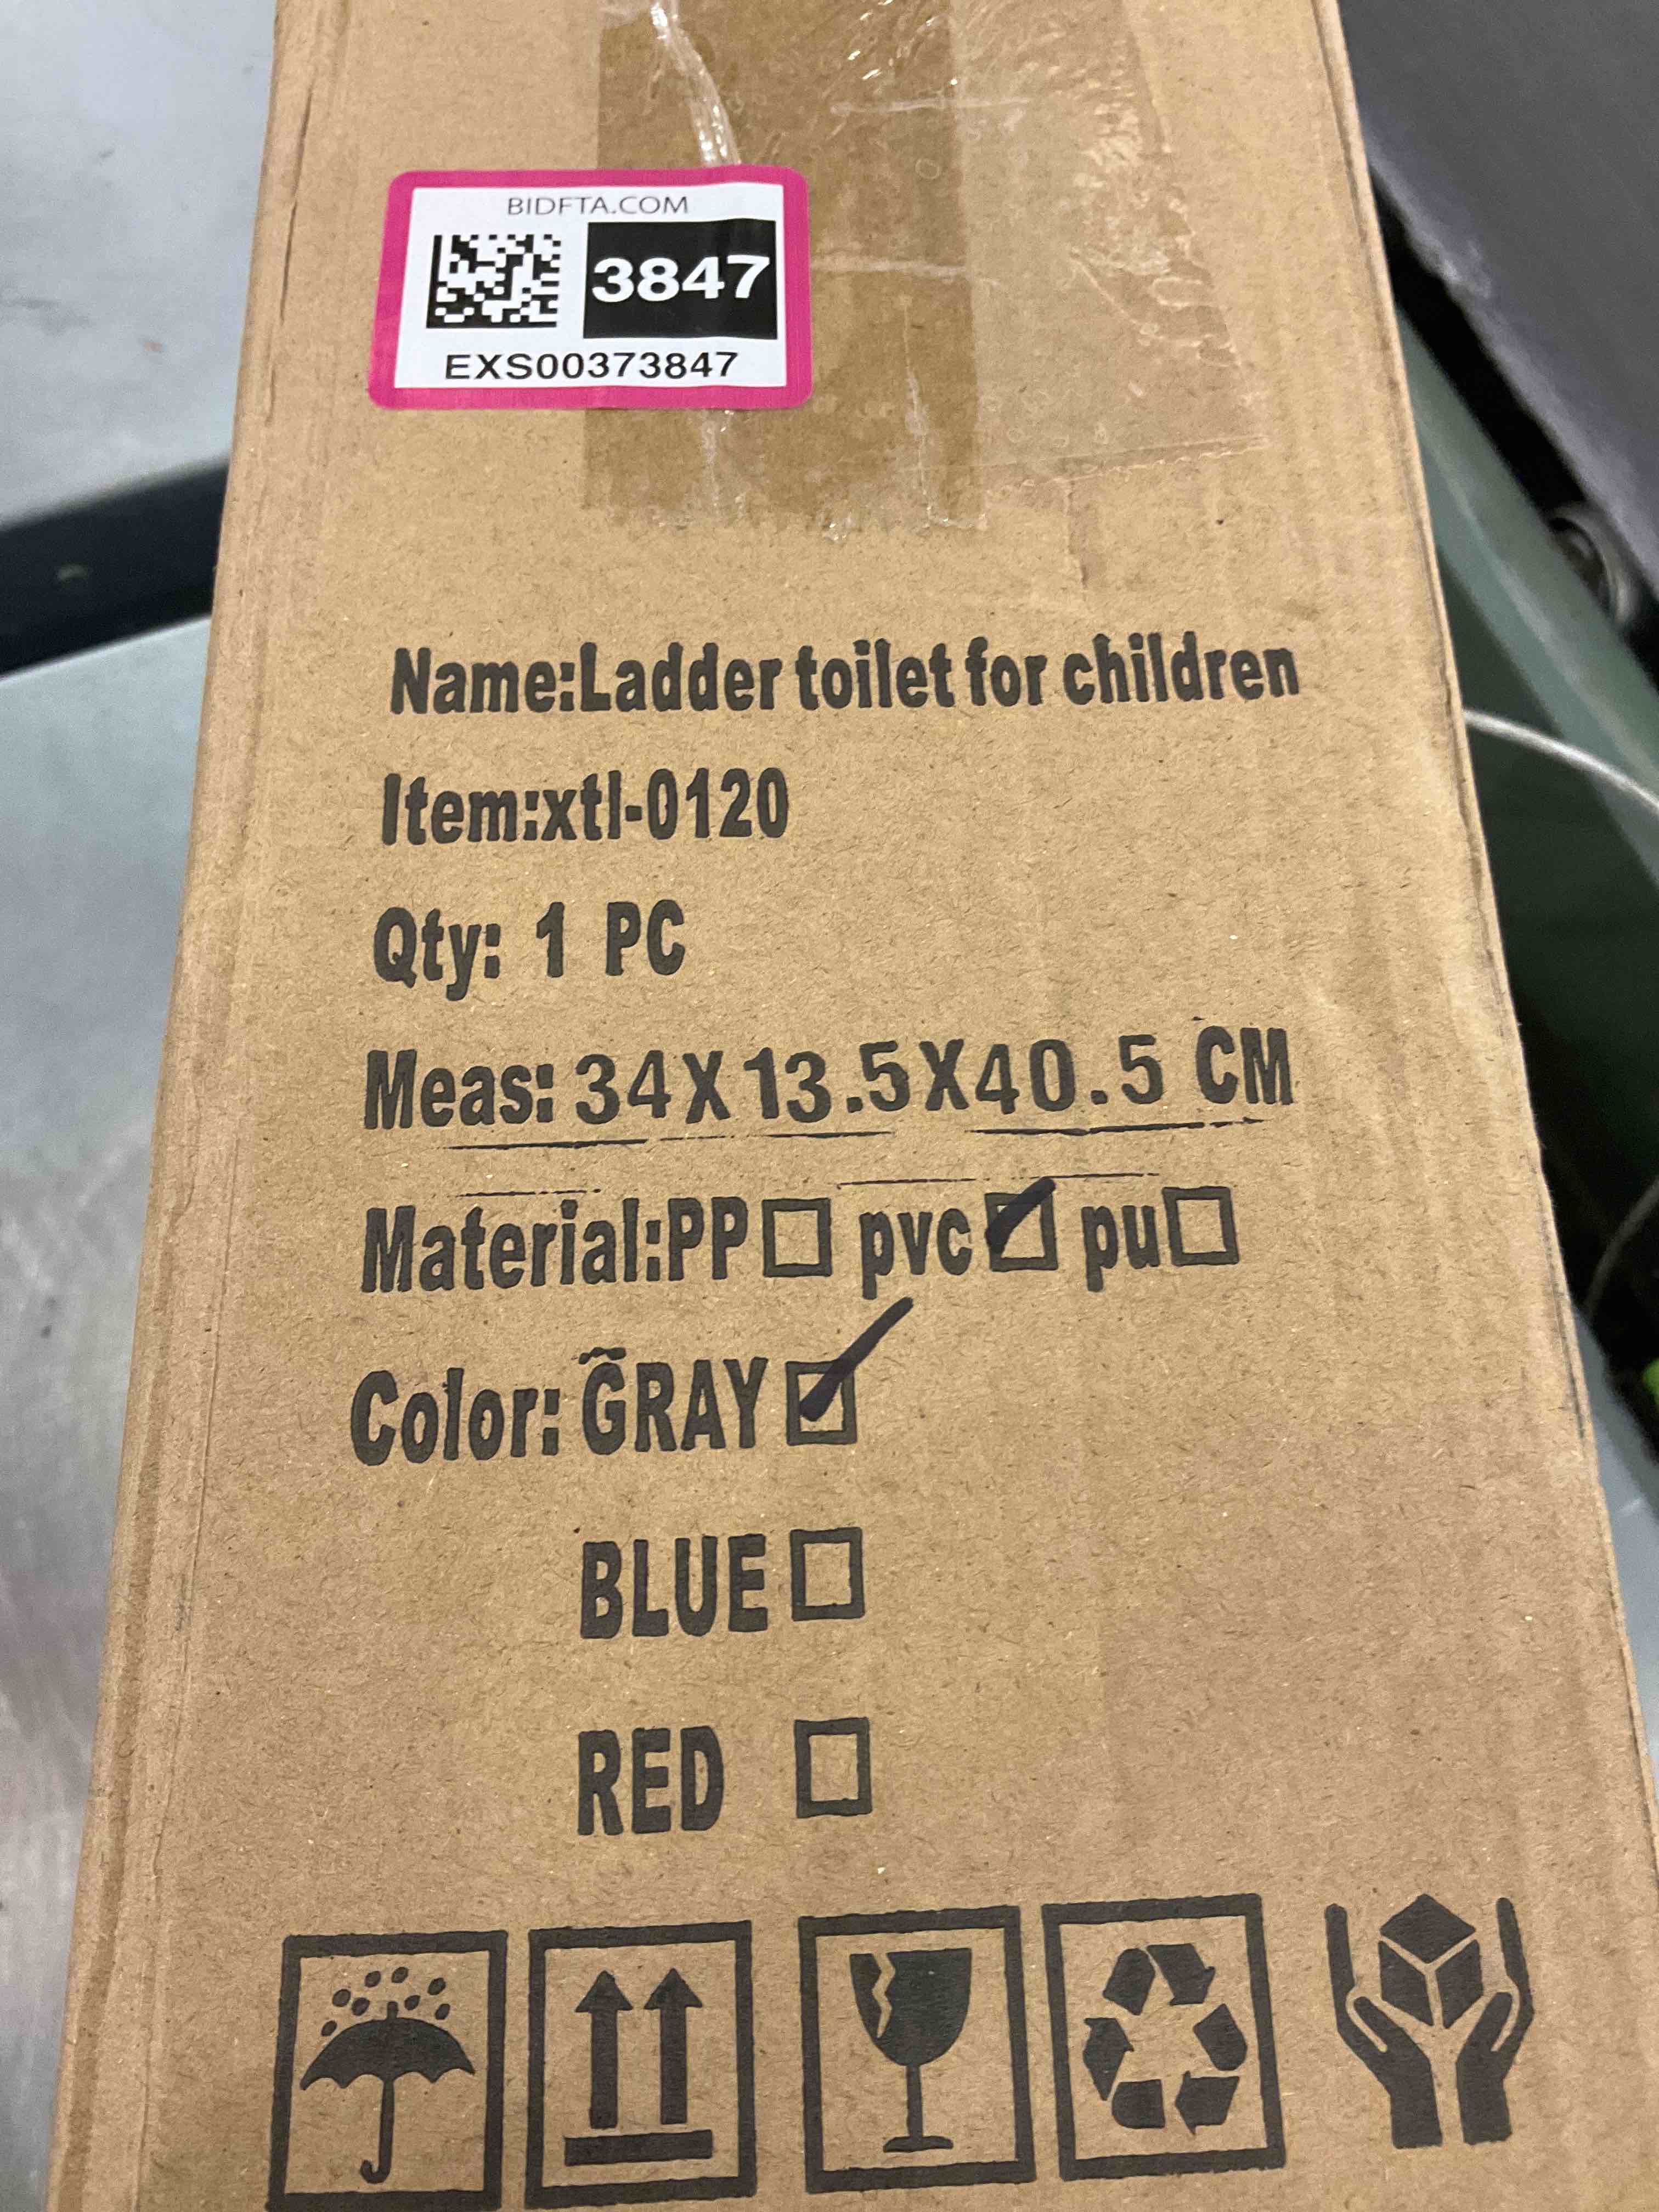 BIDFTA.COM
3847
EXS00373847
Name:Ladder toilet for children
Item:xtl-0120
Qty: 1 PC
Meas: 34X13.5X40.5 CM
Material:PP☐ pvc☑ pu☐
Color: GRAY☑
BLUE☐
RED ☐